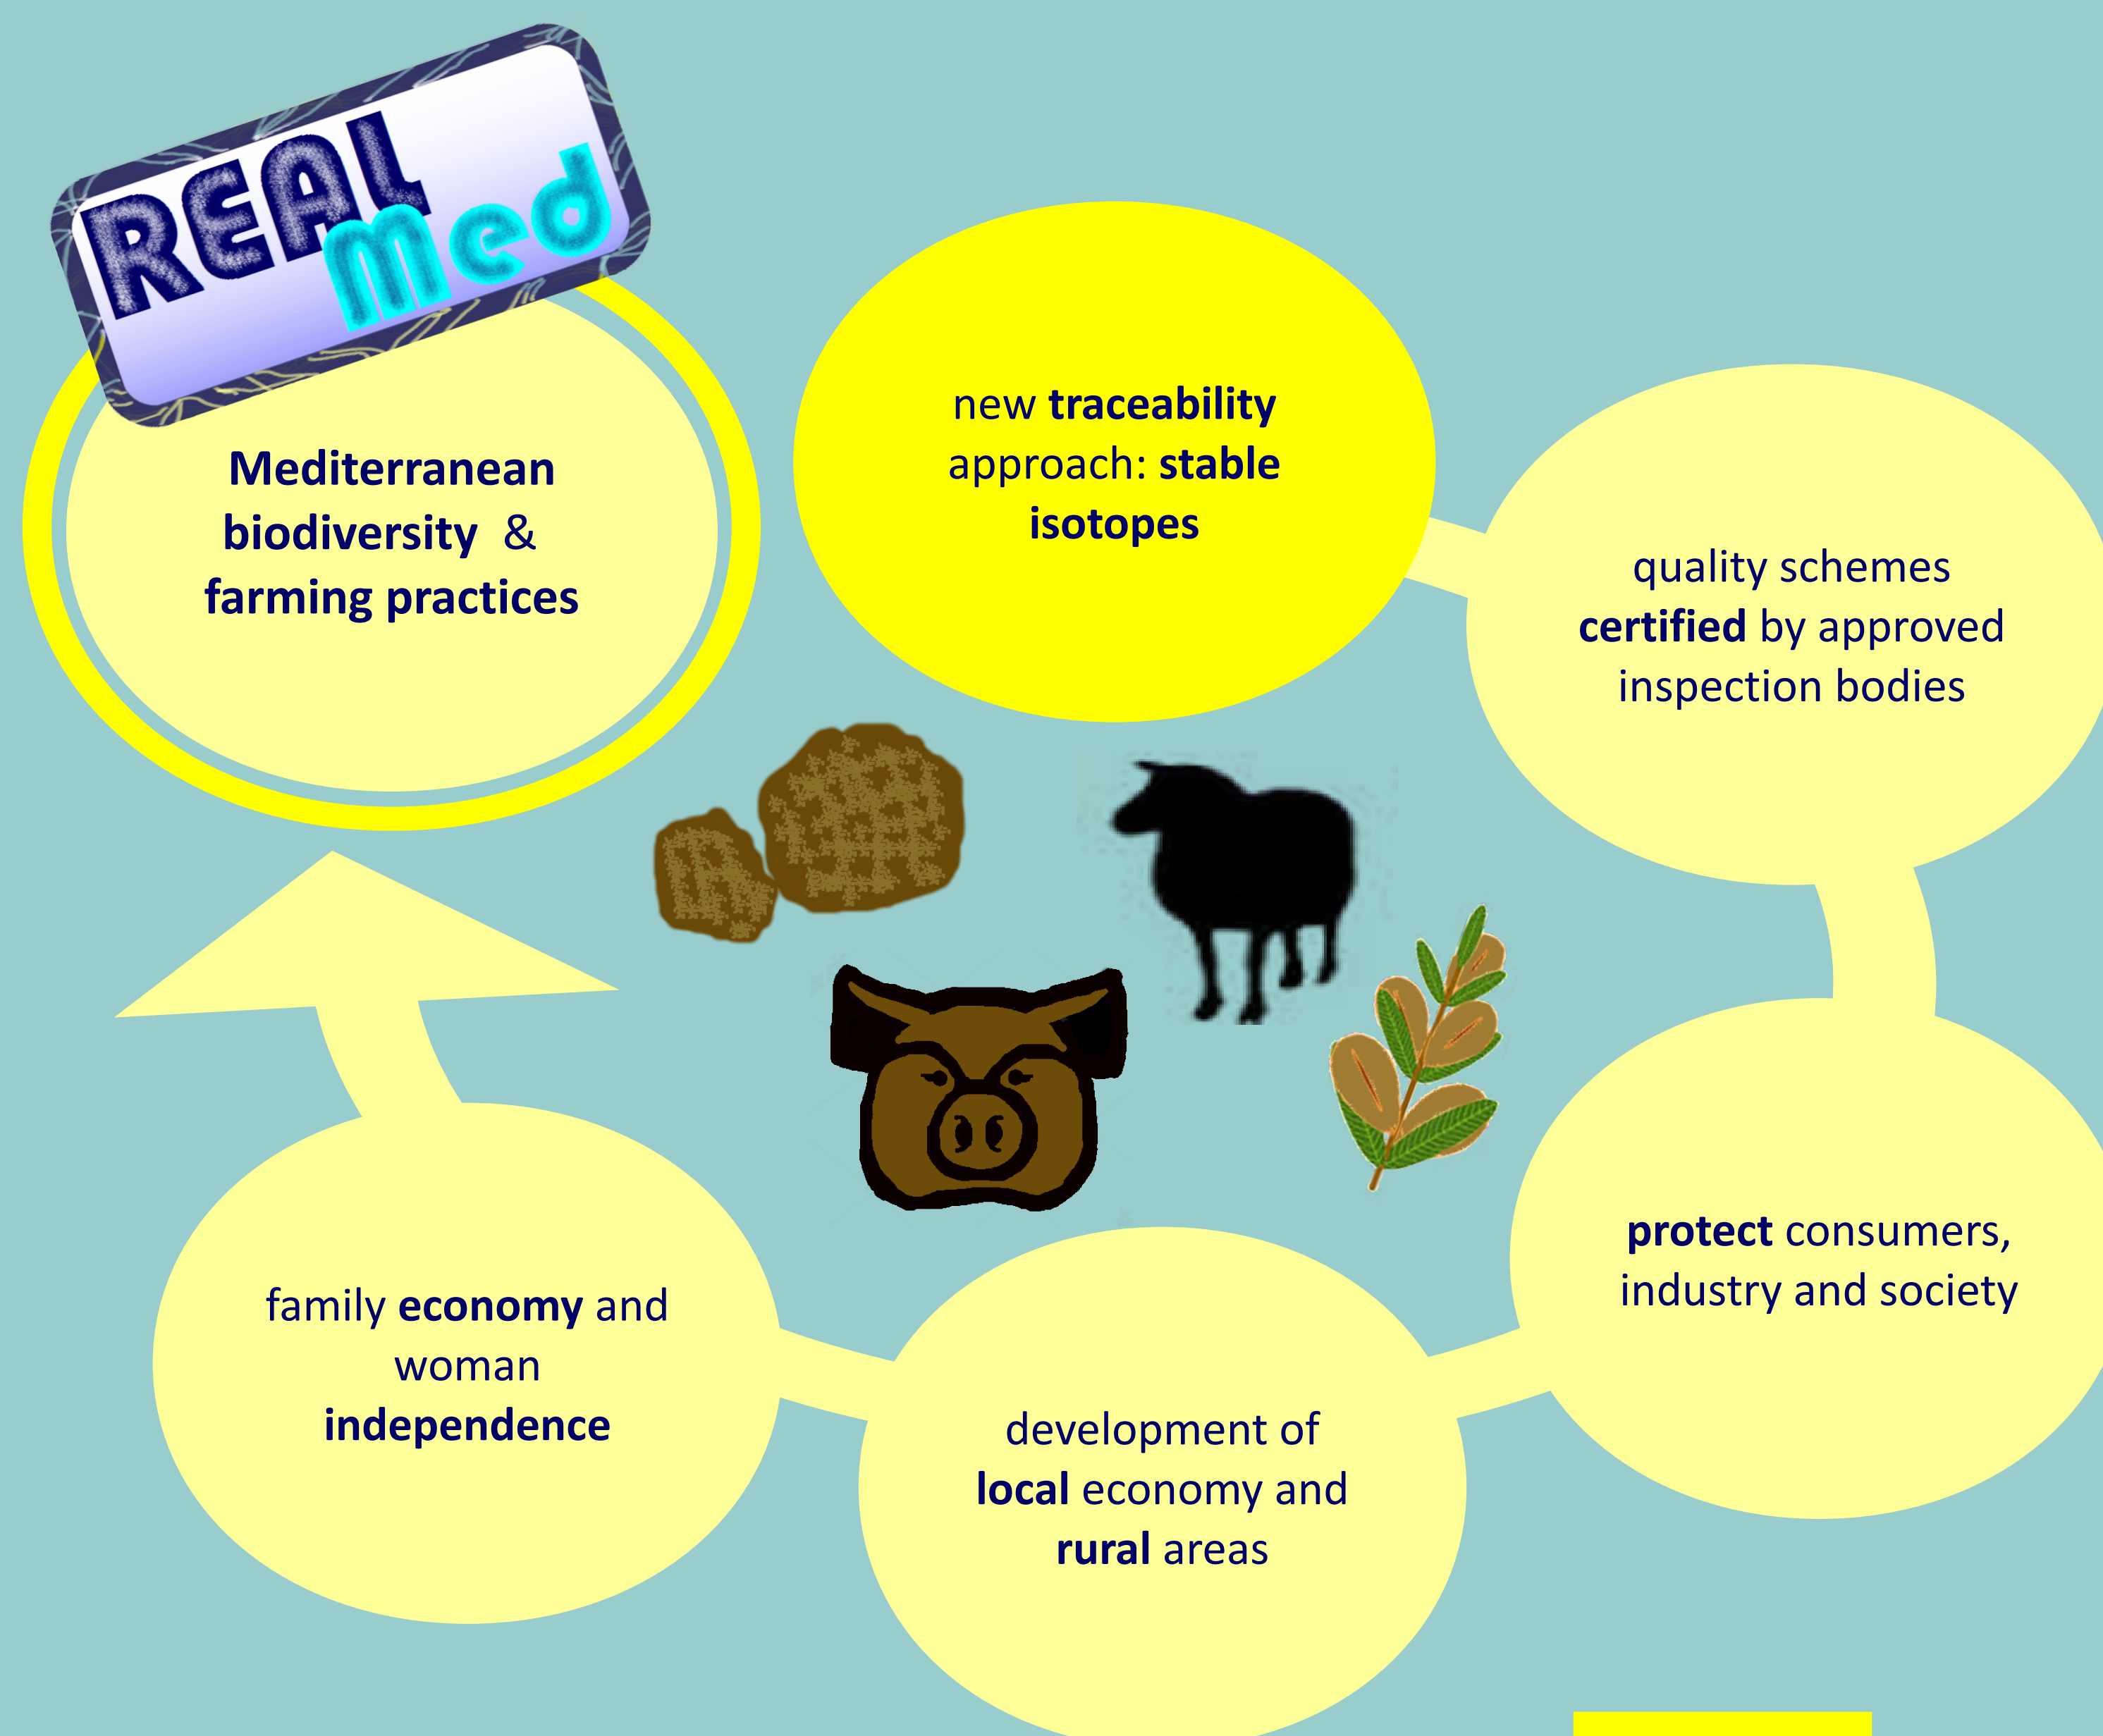 REAL
Med
Mediterranean
biodiversity &
farming practices
new traceability
approach: stable
isotopes
quality schemes
certified by approved
inspection bodies
protect consumers,
industry and society
development of
local economy and
rural areas
family economy and
woman
independence